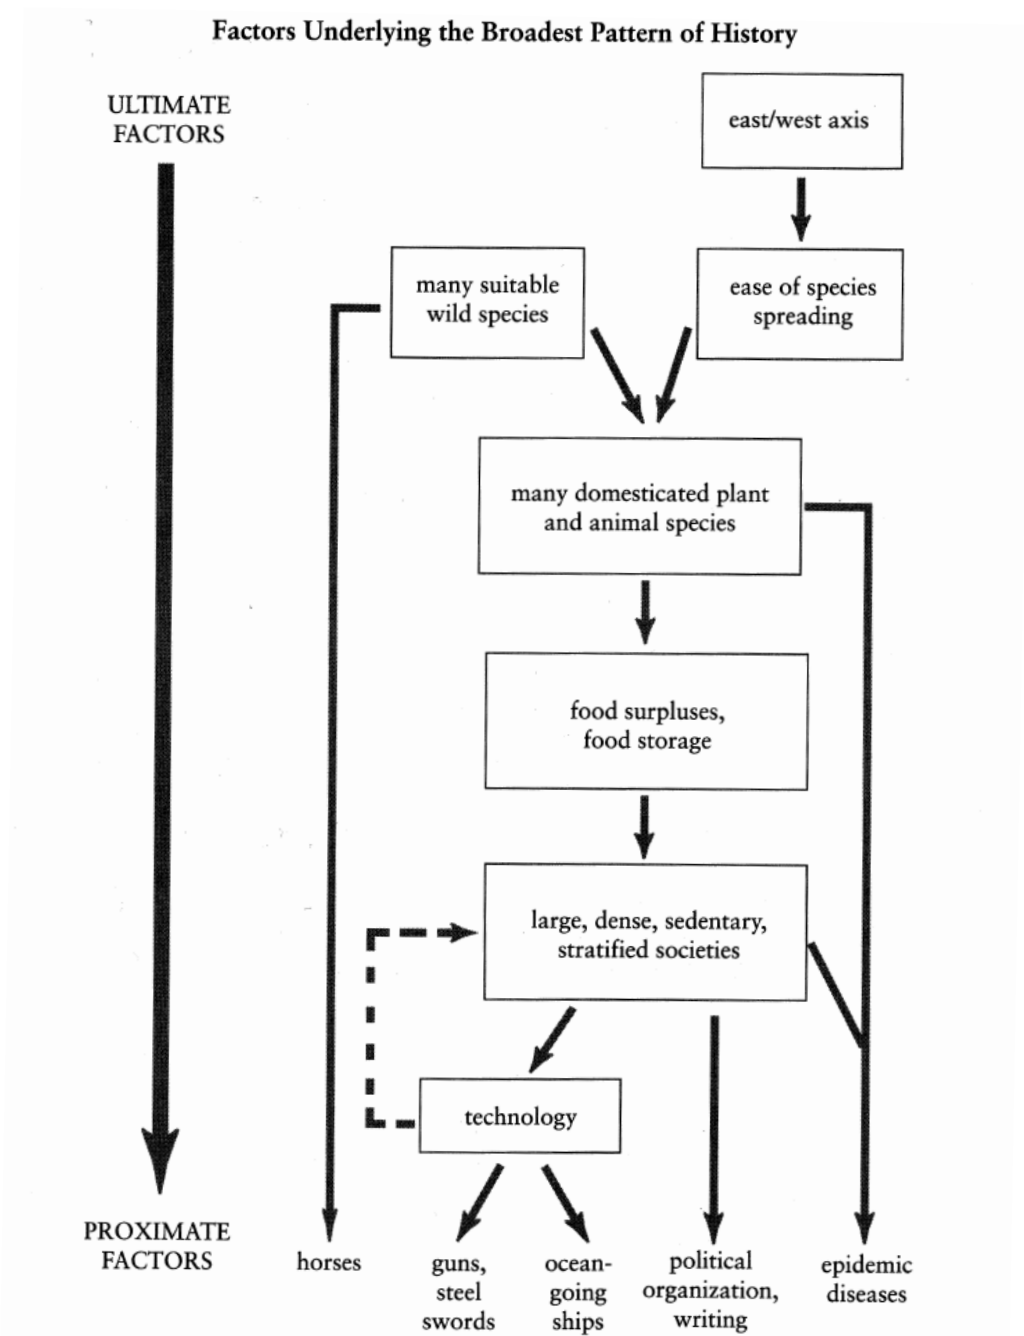 Factors Underlying the Broadest Pattern of History
ULTIMATE
FACTORS
east/west axis
many suitable
wild species
ease of species
spreading
many domesticated plant
and animal species
food surpluses,
food storage
large, dense, sedentary,
stratified societies
technology
PROXIMATE
FACTORS
horses
guns,
steel
swords
ocean-
going
ships
political
organization,
writing
epidemic
diseases